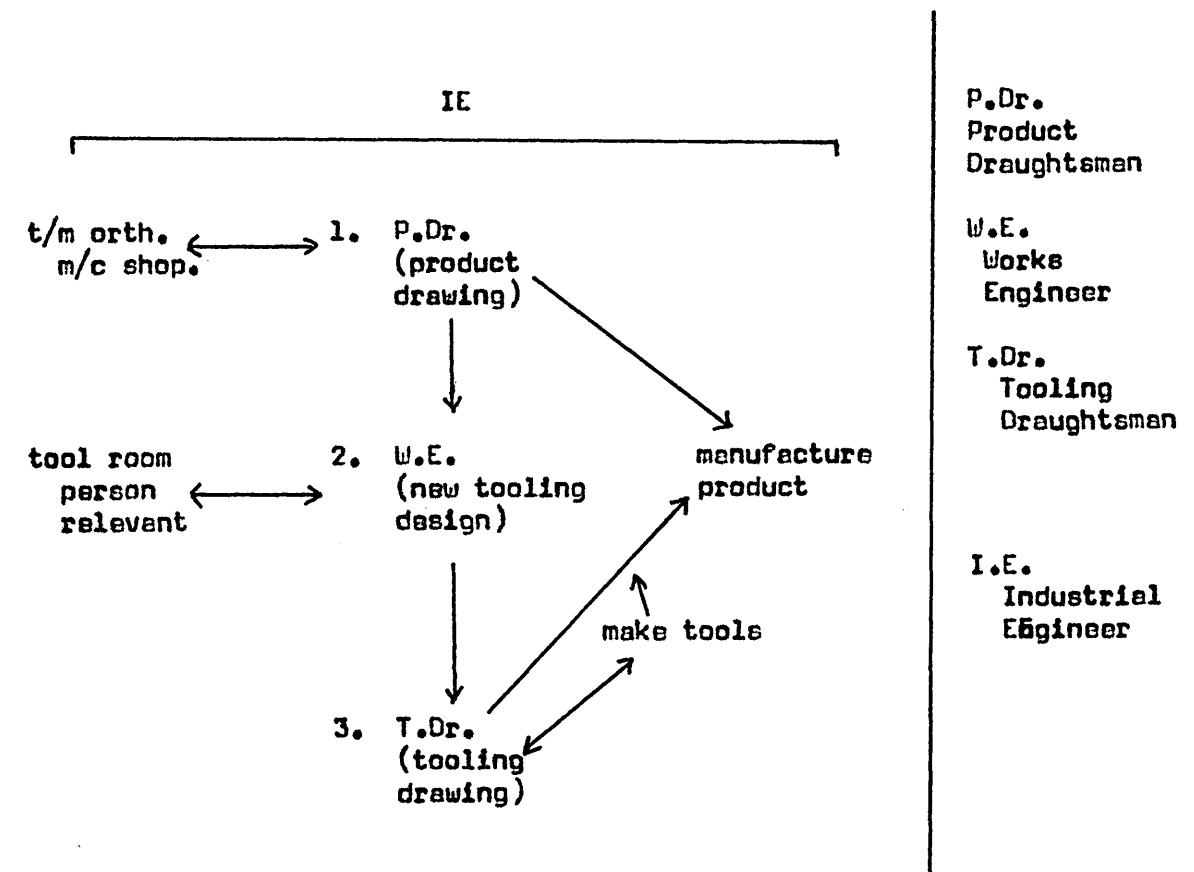 IE
t/m orth.
m/c shop.
1. P.Dr.
(product
drawing)
tool room
person
relevant
2. W.E.
(new tooling
design)
manufacture
product
make tools
3. T.Dr.
(tooling
drawing)
P.Dr.
Product
Draughtsman
W.E.
Works
Engineer
T.Dr.
Tooling
Draughtsman
I.E.
Industrial
Engineer